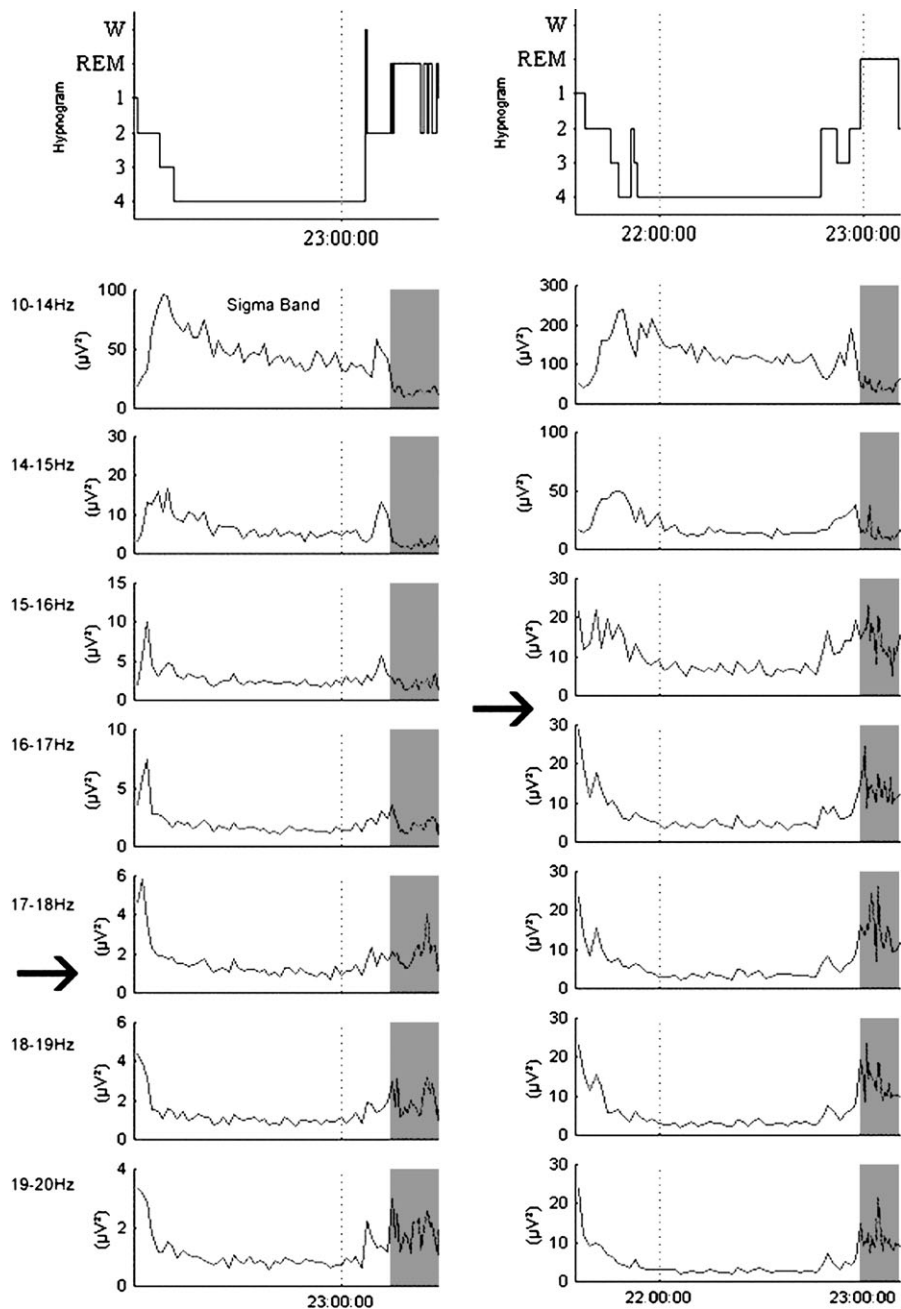 W
REM
1
2
3
4
Hypnogram
23:00:00
W
REM
1
2
3
4
Hypnogram
22:00:00 23:00:00
10-14Hz
(µV²)
100
50
0
Sigma Band
(µV²)
300
200
100
0
14-15Hz
(µV²)
30
20
10
0
(µV²)
100
50
0
15-16Hz
(µV²)
15
10
5
0
(µV²)
30
20
10
0
16-17Hz
(µV²)
10
5
0
(µV²)
30
20
10
0
17-18Hz
(µV²)
6
4
2
0
(µV²)
30
20
10
0
18-19Hz
(µV²)
6
4
2
0
(µV²)
30
20
10
0
19-20Hz
(µV²)
4
2
0
23:00:00
(µV²)
30
20
10
0
22:00:00 23:00:00